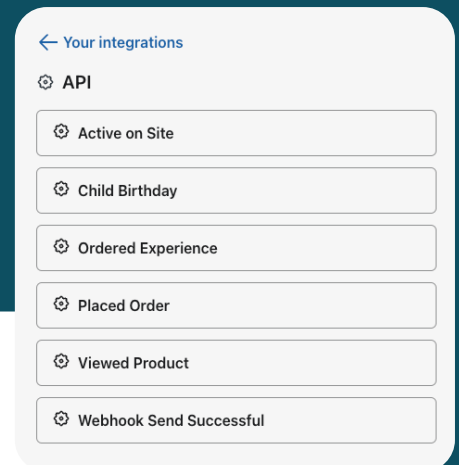 Your integrations
API
Active on Site
Child Birthday
Ordered Experience
Placed Order
Viewed Product
Webhook Send Successful